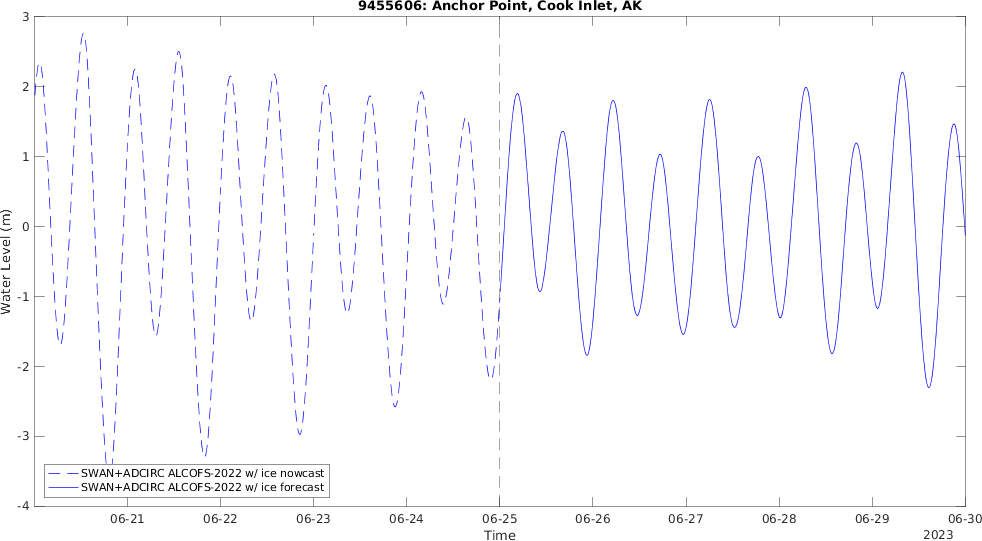 9455606: Anchor Point, Cook Inlet, AK
3
2
1
0
-1
-2
-3
-4
Water Level (m)
SWAN+ADCIRC ALCOFS-2022 w/ ice nowcast
SWAN+ADCIRC ALCOFS-2022 w/ ice forecast
06-21 06-22 06-23 06-24 06-25 06-26 06-27 06-28 06-29 06-30
Time
2023